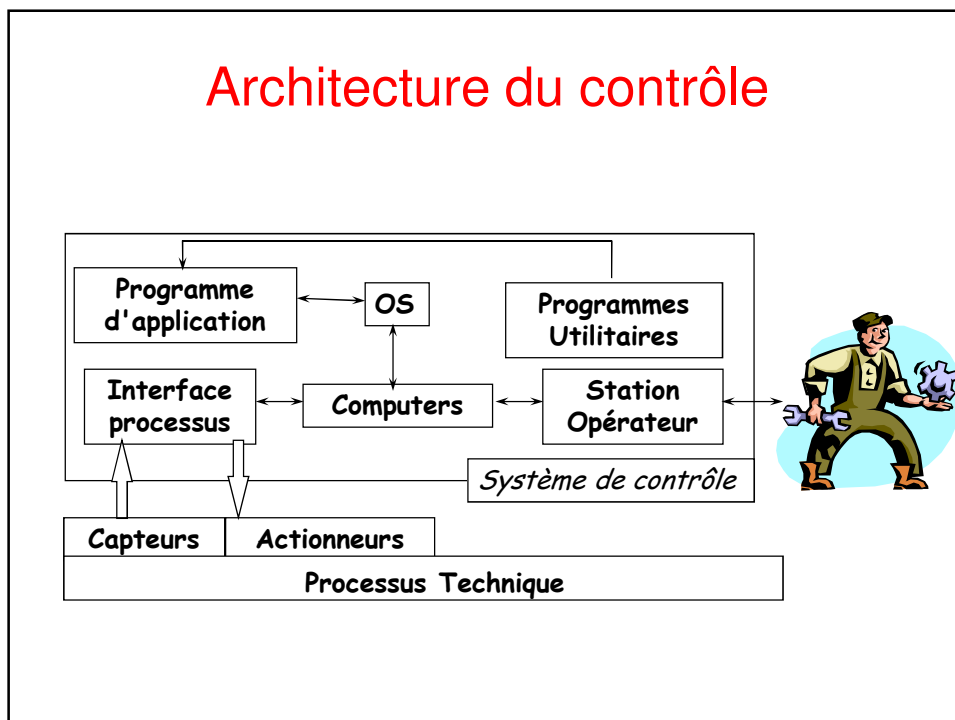 Architecture du contrôle
Programme
d'application
OS
Programmes
Utilitaires
Interface
processus
Computers
Station
Opérateur
Système de contrôle
Capteurs
Actionneurs
Processus Technique